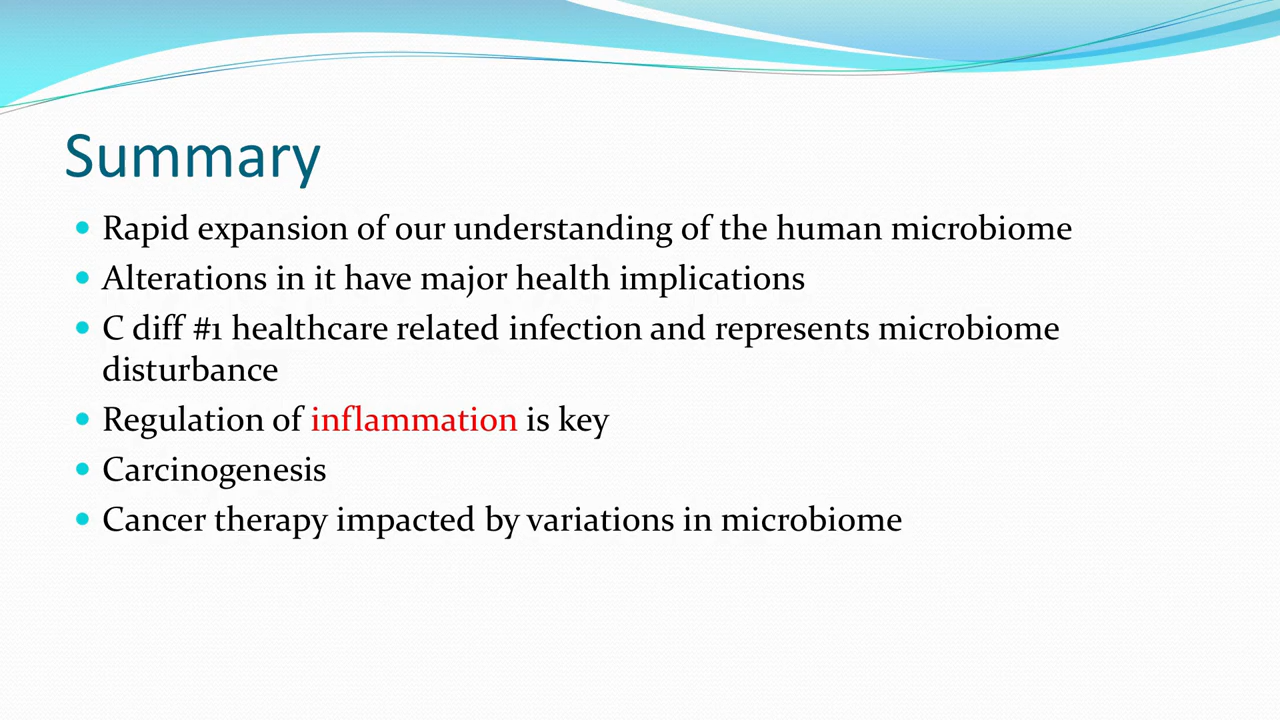 Summary
• Rapid expansion of our understanding of the human microbiome
• Alterations in it have major health implications
• C diff #1 healthcare related infection and represents microbiome
disturbance
• Regulation of inflammation is key
• Carcinogenesis
• Cancer therapy impacted by variations in microbiome